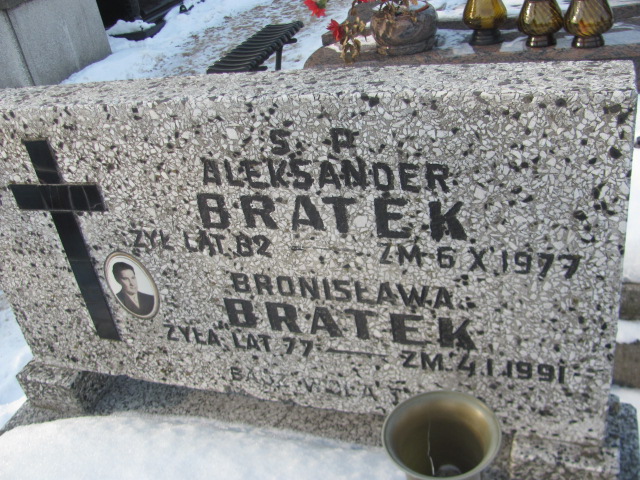 Ś. P.
ALEKSANDER
BRATEK
ŻYŁ LAT 82 — ZM. 6 X 1977
BRONISŁAWA
BRATEK
ŻYŁA LAT 77 — ZM. 4.I.1991